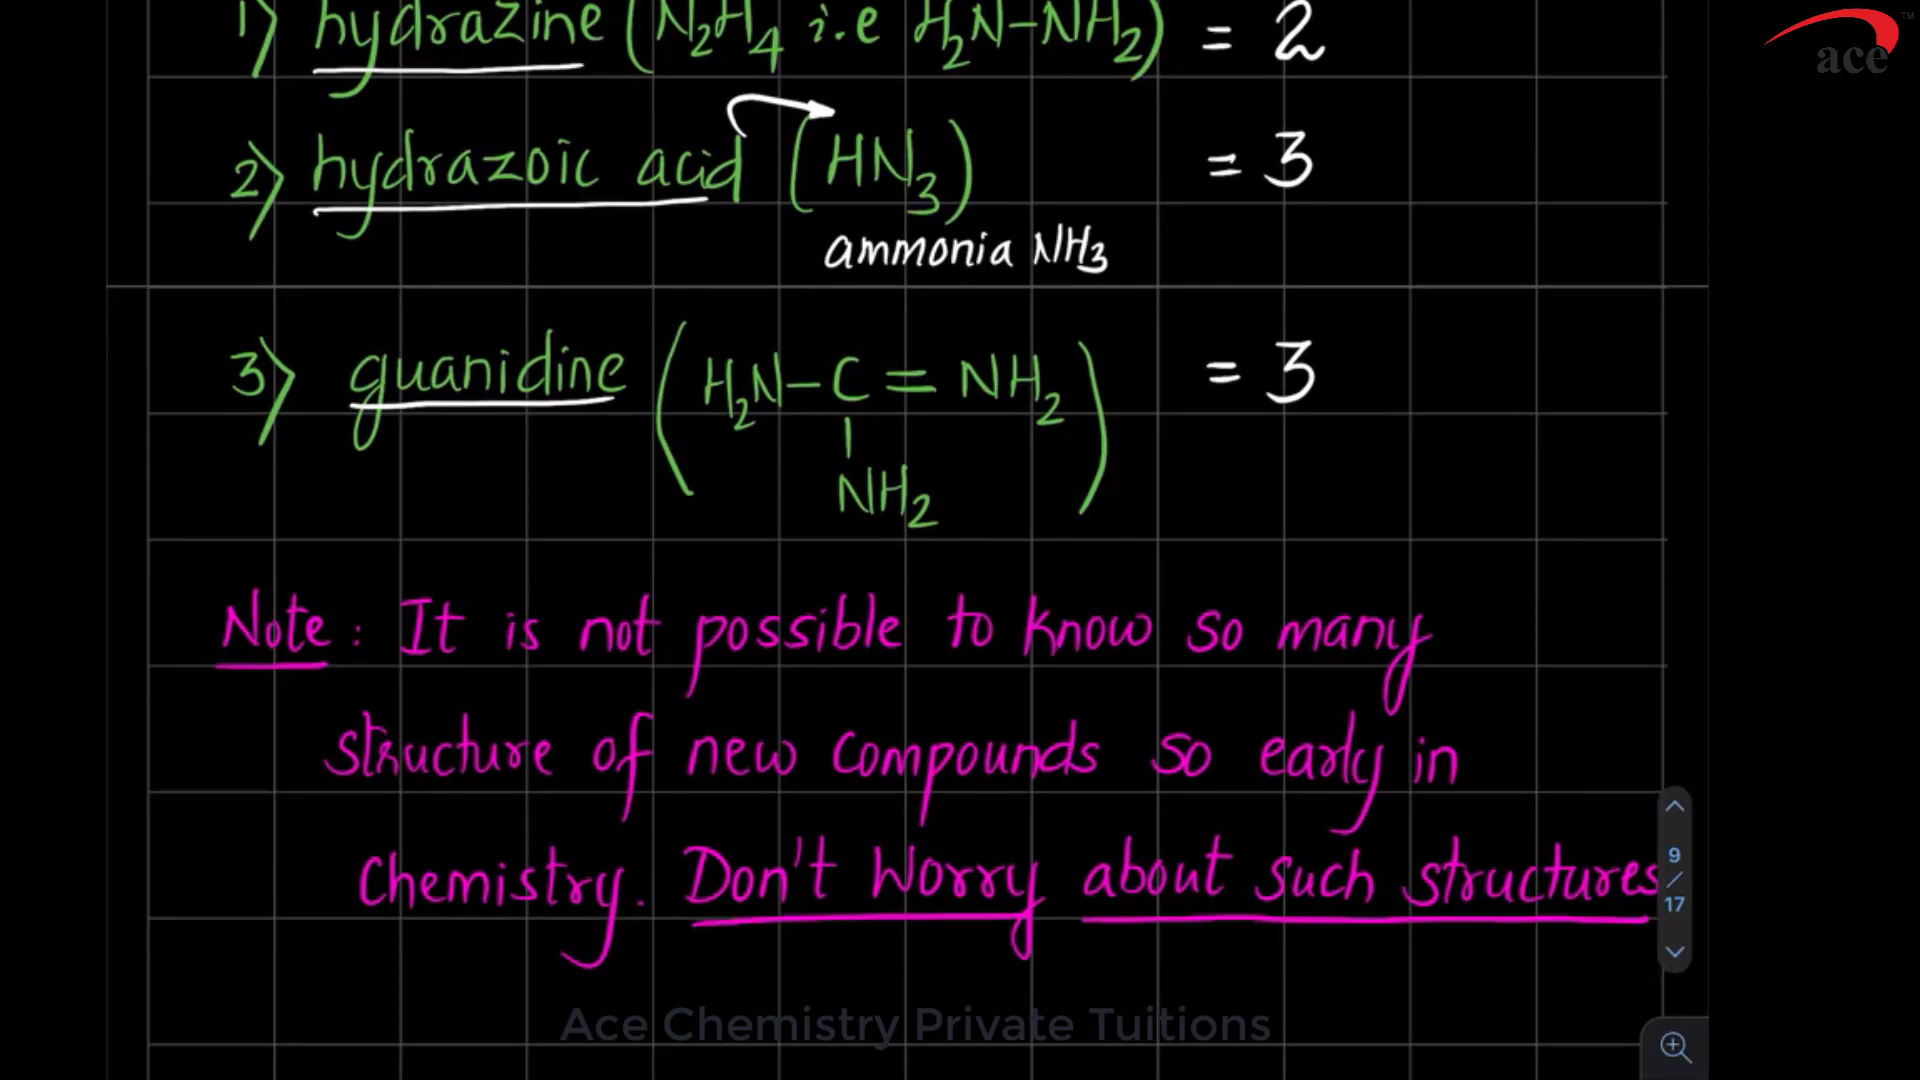 1) hydrazine (N₂H₄ i.e H₂N–NH₂) = 2
TM
ace
2) hydrazoic acid (HN₃) = 3
ammonia NH₃
3) guanidine (H₂N–C=NH₂) = 3
|
NH₂
Note: It is not possible to know so many
structure of new compounds so early in
chemistry. Don't worry about such structures
9
/
17
Ace Chemistry Private Tuitions